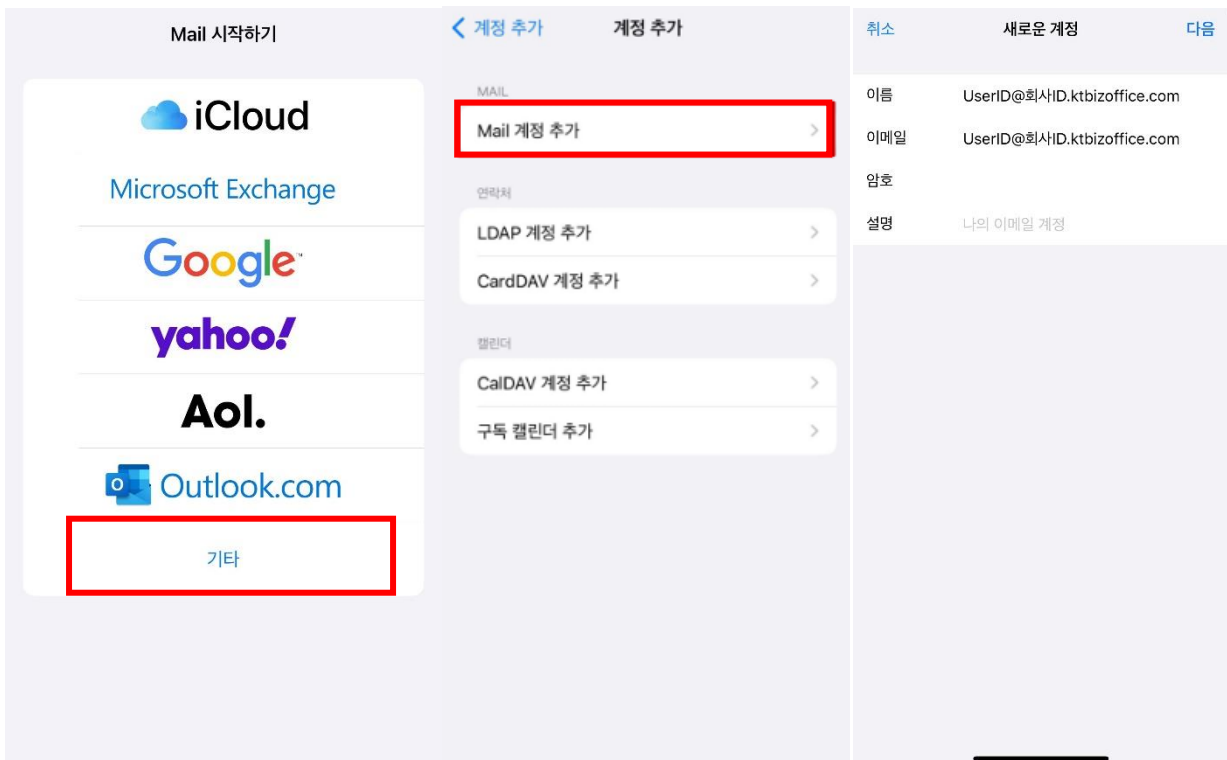 Mail 시작하기
iCloud
Microsoft Exchange
Google
yahoo!
Aol.
Outlook.com
기타
계정 추가
계정 추가
MAIL
Mail 계정 추가
연락처
LDAP 계정 추가
CardDAV 계정 추가
캘린더
CalDAV 계정 추가
구독 캘린더 추가
취소 새로운 계정 다음
이름 UserID@회사ID.ktbizoffice.com
이메일 UserID@회사ID.ktbizoffice.com
암호
설명 나의 이메일 계정